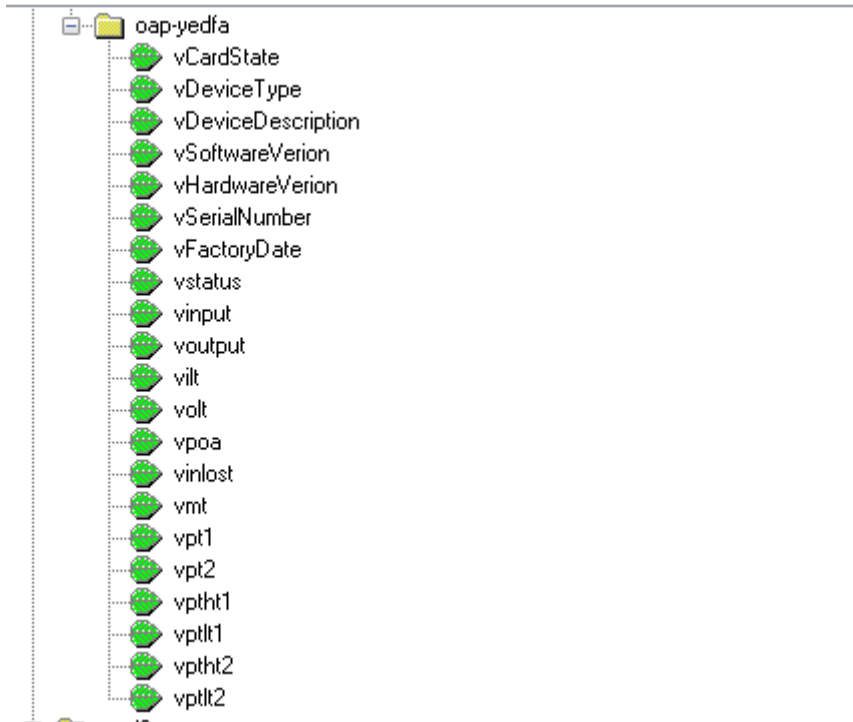 oap-yedfa
vCardState
vDeviceType
vDeviceDescription
vSoftwareVerion
vHardwareVerion
vSerialNumber
vFactoryDate
vstatus
vinput
voutput
vilt
volt
vpoa
vinlost
vmt
vpt1
vpt2
vptht1
vptlt1
vptht2
vptlt2